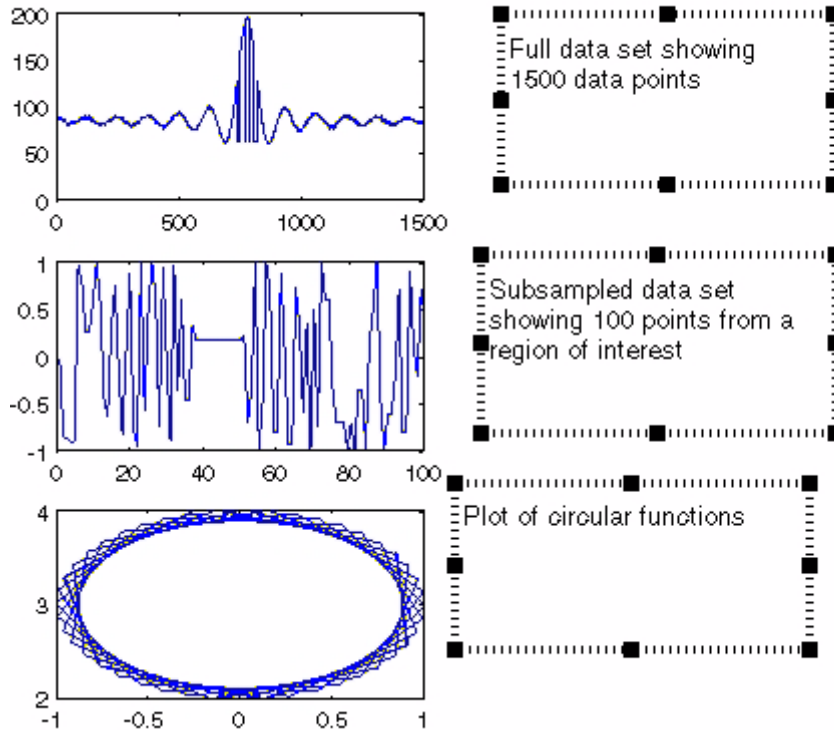 200
150
100
50
0
0 500 1000 1500
Full data set showing
1500 data points
1
0.5
0
-0.5
-1
0 20 40 60 80 100
Subsampled data set
showing 100 points from a
region of interest
4
3
2
-1 -0.5 0 0.5 1
Plot of circular functions